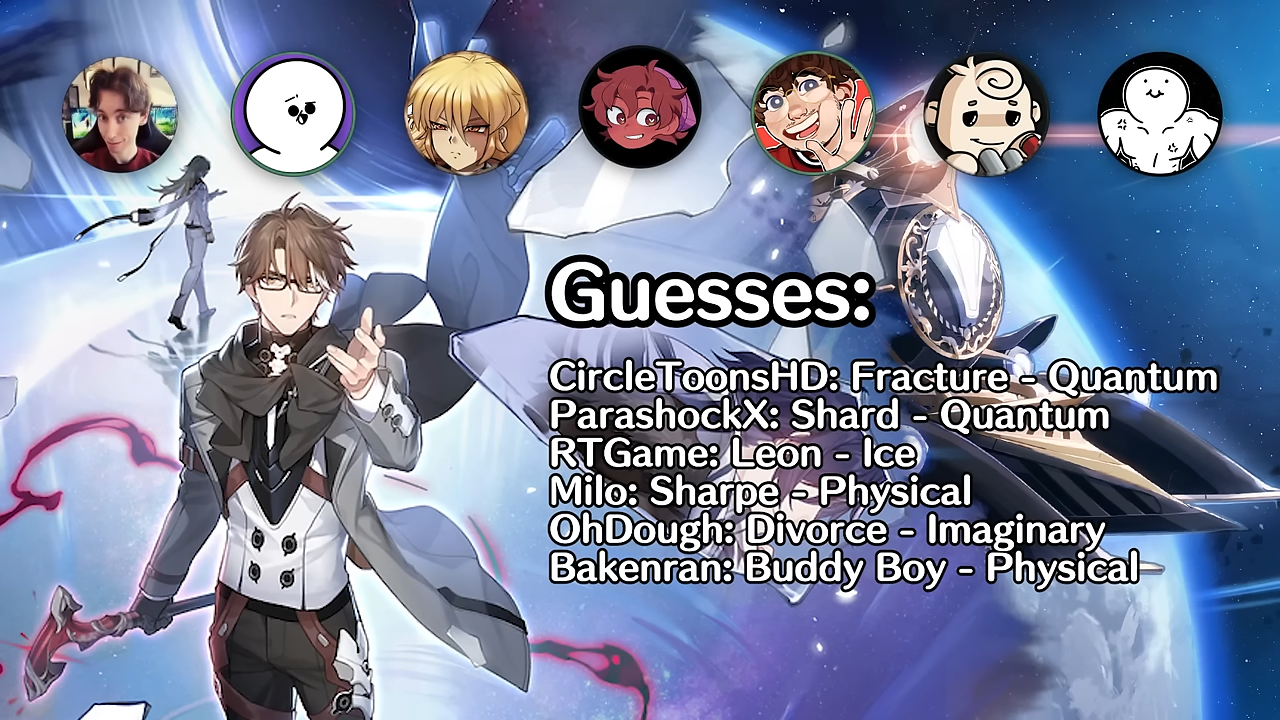 Guesses:
CircleToonsHD: Fracture - Quantum
ParashockX: Shard - Quantum
RTGame: Leon - Ice
Milo: Sharpe - Physical
OhDough: Divorce - Imaginary
Bakenran: Buddy Boy - Physical